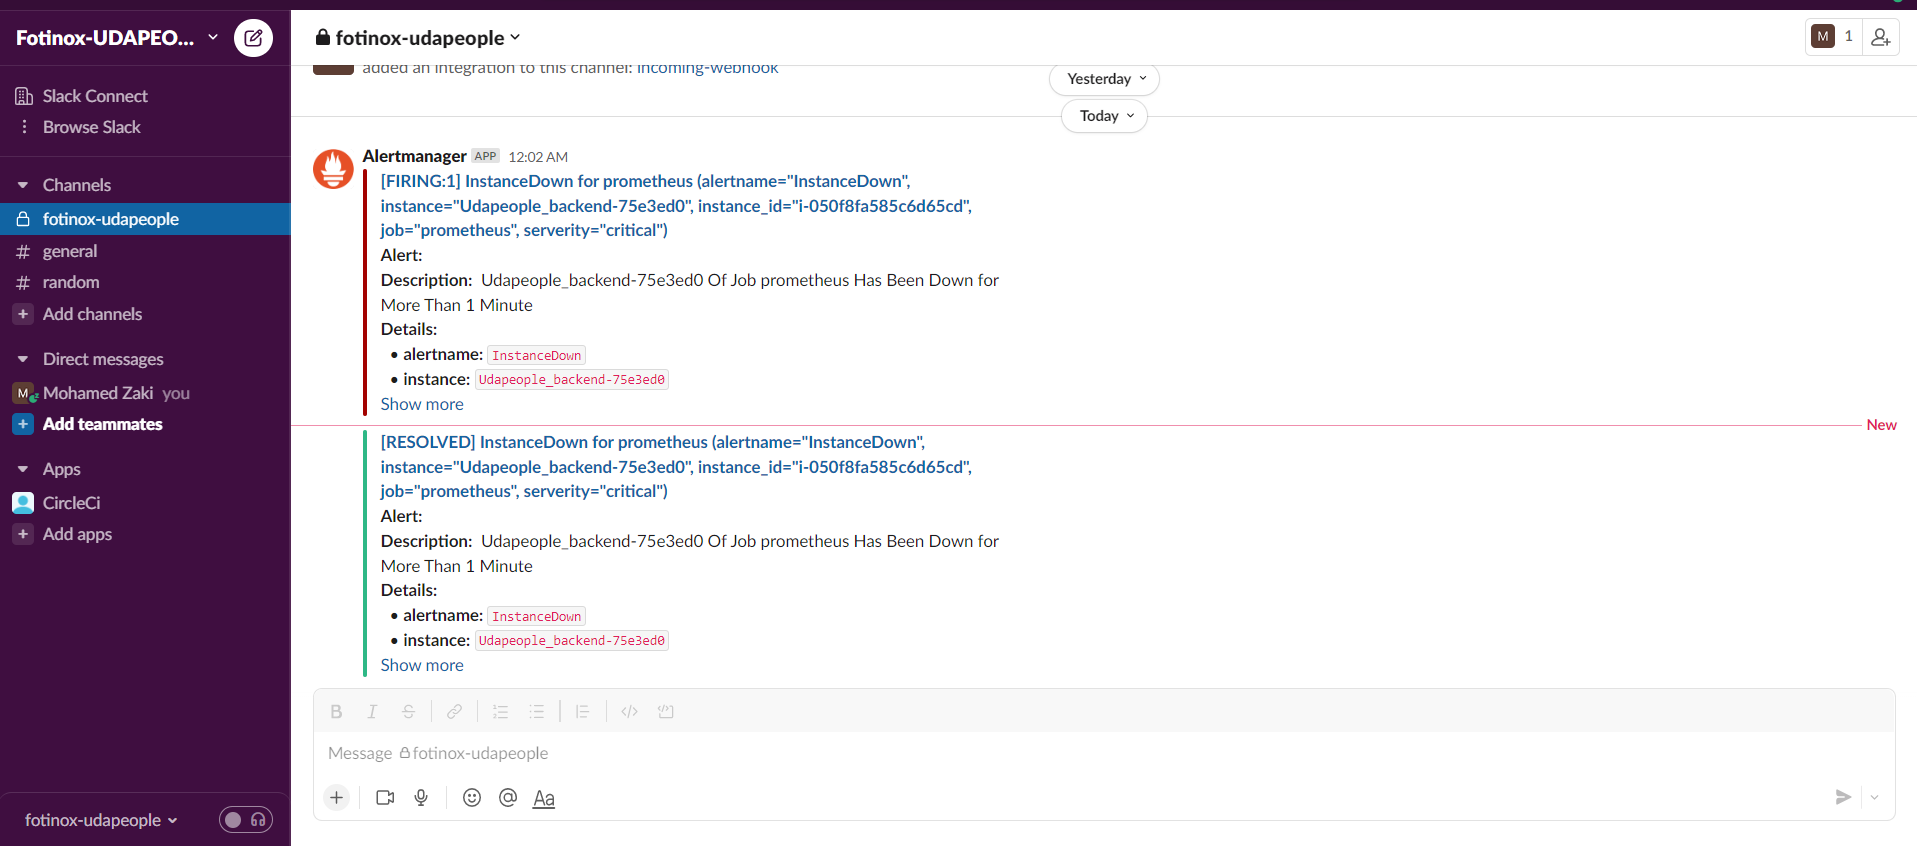 Fotinox-UDAPEO...
Slack Connect
Browse Slack
Channels
fotinox-udapeople
general
random
Add channels
Direct messages
M Mohamed Zaki you
Add teammates
Apps
CircleCi
Add apps
fotinox-udapeople
fotinox-udapeople
M 1
added an integration to this channel: incoming-webhook
Yesterday
Today
Alertmanager APP 12:02 AM
[FIRING:1] InstanceDown for prometheus (alertname="InstanceDown",
instance="Udapeople_backend-75e3ed0", instance_id="i-050f8fa585c6d65cd",
job="prometheus", serverity="critical")
Alert:
Description: Udapeople_backend-75e3ed0 Of Job prometheus Has Been Down for
More Than 1 Minute
Details:
• alertname: InstanceDown
• instance: Udapeople_backend-75e3ed0
Show more
New
[RESOLVED] InstanceDown for prometheus (alertname="InstanceDown",
instance="Udapeople_backend-75e3ed0", instance_id="i-050f8fa585c6d65cd",
job="prometheus", serverity="critical")
Alert:
Description: Udapeople_backend-75e3ed0 Of Job prometheus Has Been Down for
More Than 1 Minute
Details:
• alertname: InstanceDown
• instance: Udapeople_backend-75e3ed0
Show more
Message fotinox-udapeople
Aa